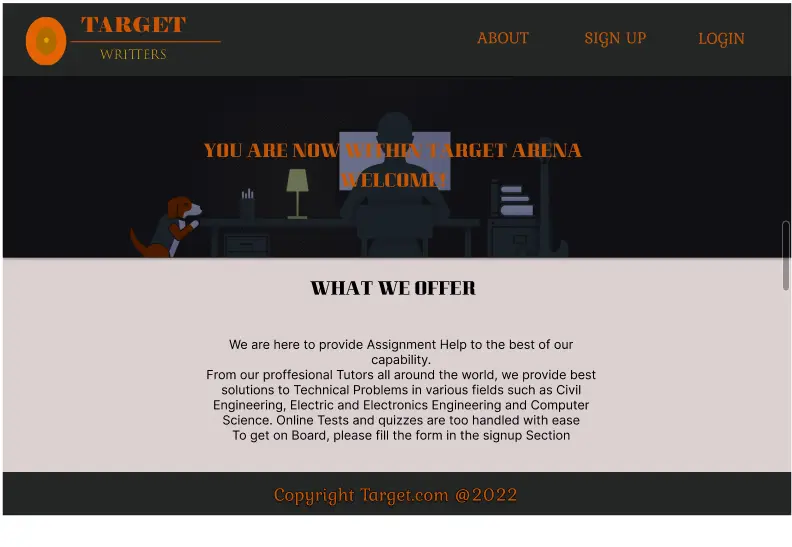 TARGET
WRITTERS
ABOUT
SIGN UP
LOGIN
YOU ARE NOW WITHIN TARGET ARENA
WELCOME!
WHAT WE OFFER
We are here to provide Assignment Help to the best of our
capability.
From our proffesional Tutors all around the world, we provide best
solutions to Technical Problems in various fields such as Civil
Engineering, Electric and Electronics Engineering and Computer
Science. Online Tests and quizzes are too handled with ease
To get on Board, please fill the form in the signup Section
Copyright Target.com @2022